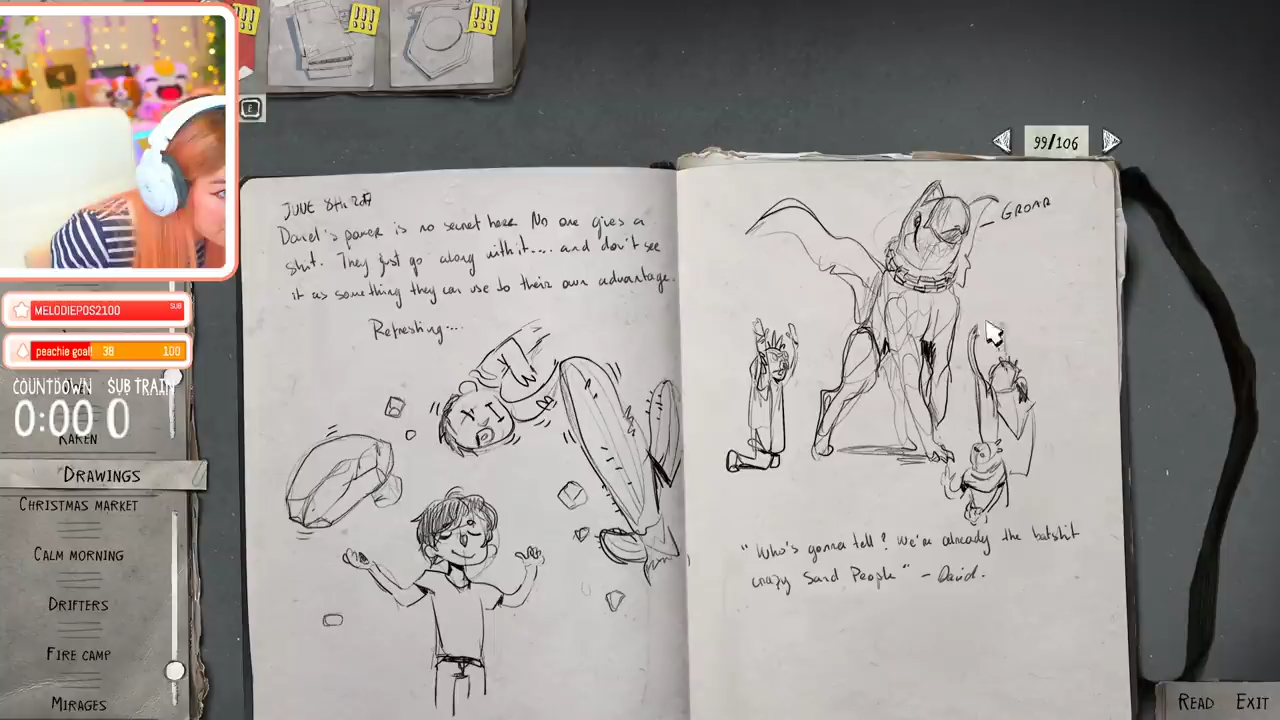 E
99/106
JUNE 8th 2017
Daniel's power is no secret here. No one gives a
shit. They just go along with it.... and don't see
it as something they can use to their own advantage.
Refreshing....
GROAR
"Who's gonna tell? We're already the batshit
crazy Sand People" - David.
MELODIEPOS2100
SUB
peachie goal! 38 100
COUNTDOWN SUB TRAIN
0:00 0
KAREN
DRAWINGS
CHRISTMAS MARKET
CALM MORNING
DRIFTERS
FIRE CAMP
MIRAGES
READ EXIT